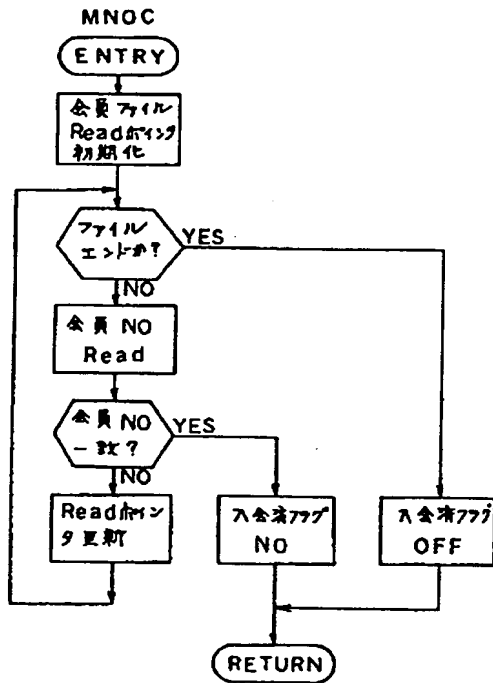 MNOC
ENTRY
会員ファイル
Readポインタ
初期化
ファイル
エンドか?
YES
NO
会員 NO
Read
会員 NO
一致?
YES
NO
Readポイン
タ更新
入会済フラグ
NO
入会済フラグ
OFF
RETURN